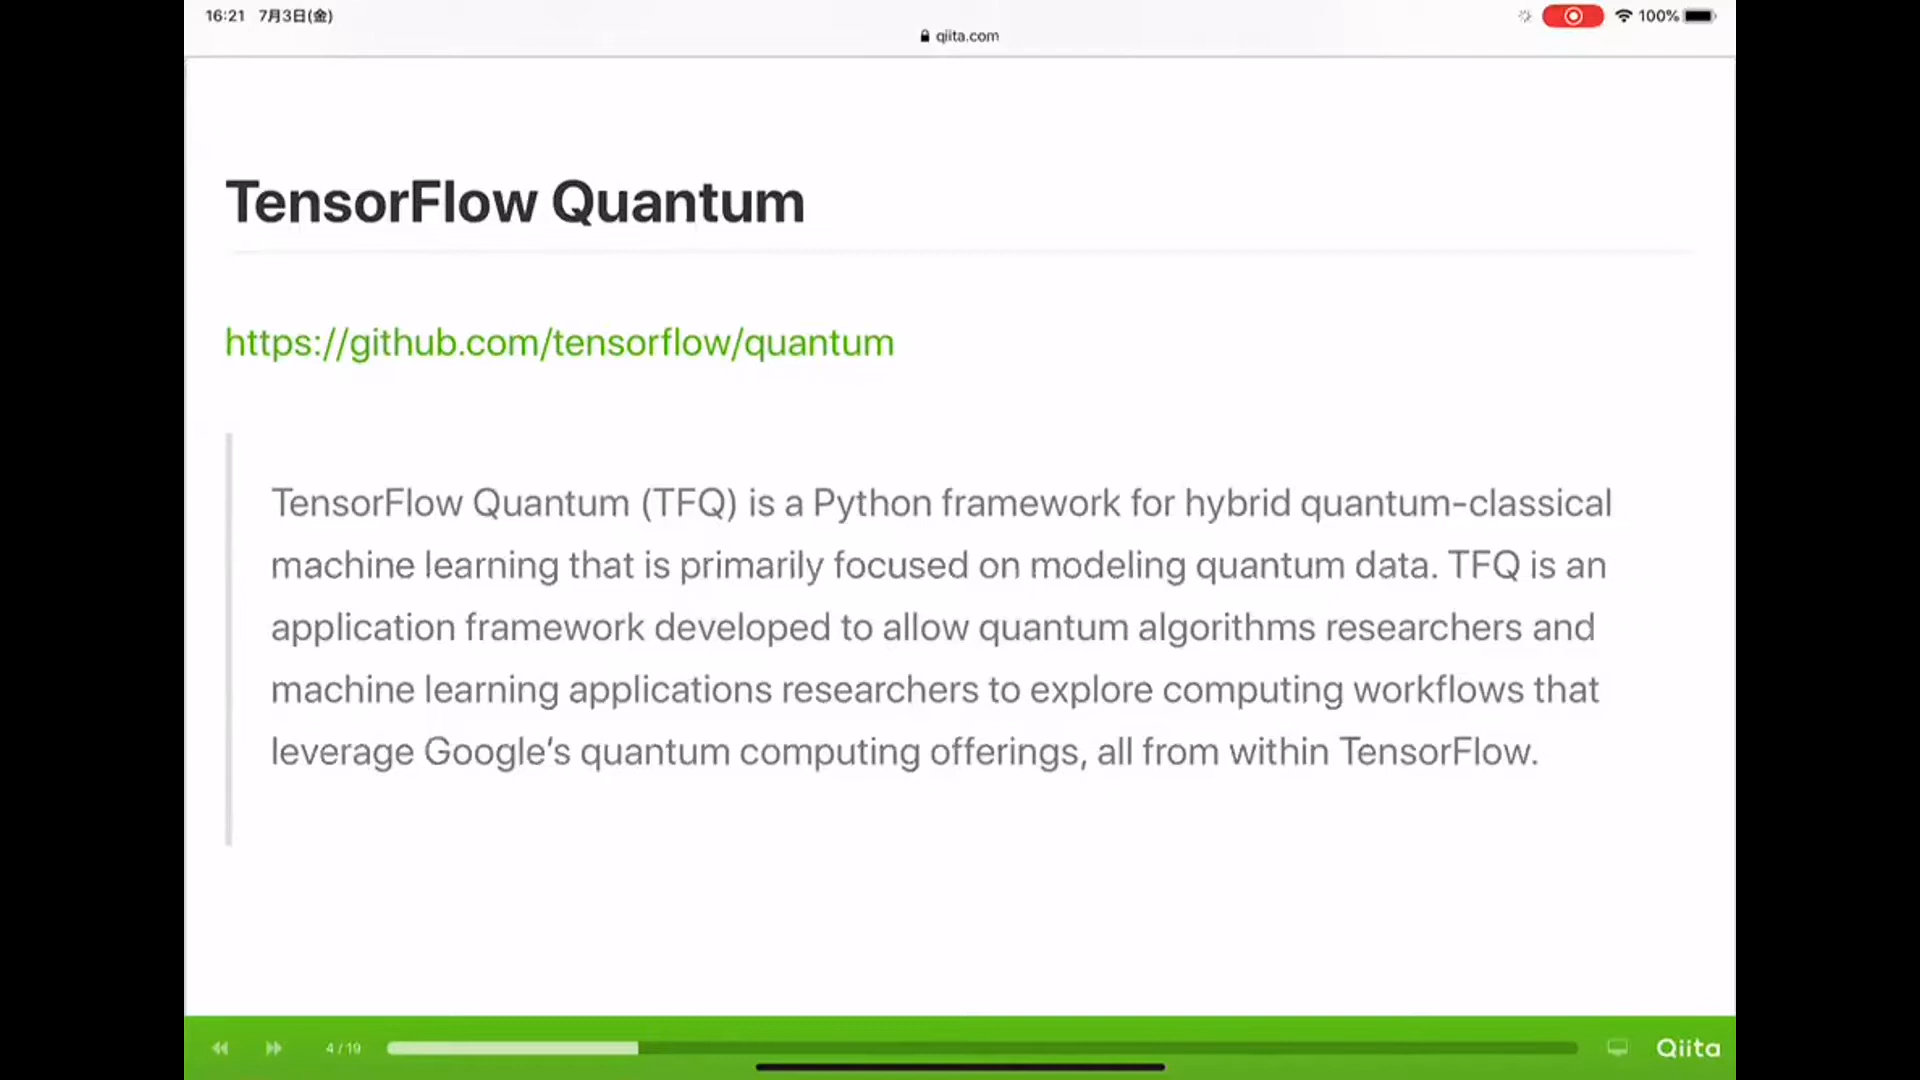 16:21 7月3日(金)
100%
qiita.com
TensorFlow Quantum
https://github.com/tensorflow/quantum
TensorFlow Quantum (TFQ) is a Python framework for hybrid quantum-classical
machine learning that is primarily focused on modeling quantum data. TFQ is an
application framework developed to allow quantum algorithms researchers and
machine learning applications researchers to explore computing workflows that
leverage Google’s quantum computing offerings, all from within TensorFlow.
4 / 19
Qiita